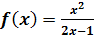 f(x) = x²/(2x−1)